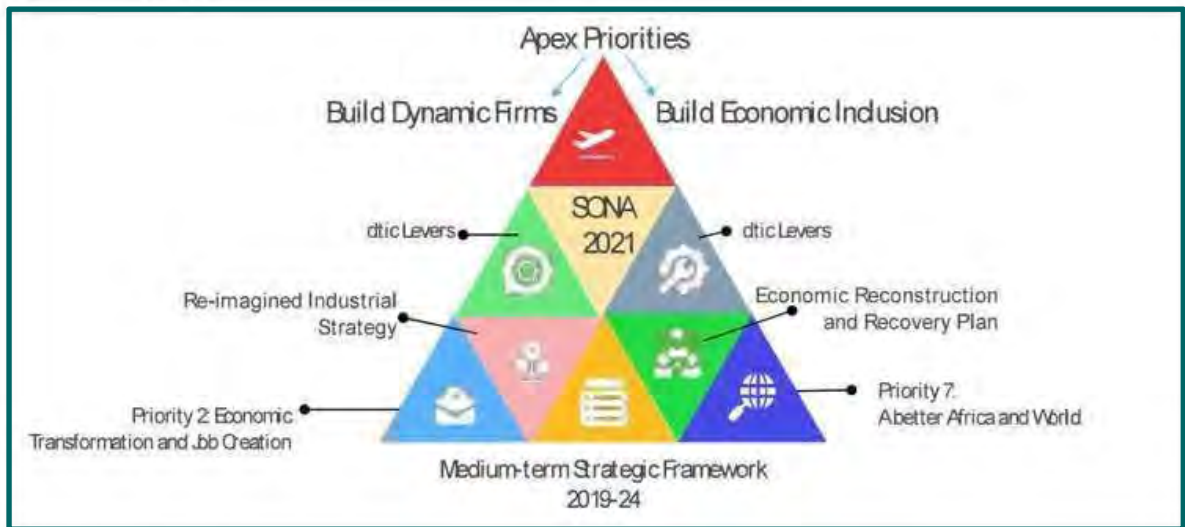 Apex Priorities
Build Dynamic Firms
Build Economic Inclusion
SONA
2021
dtic Levers
dtic Levers
Re-imagined Industrial
Strategy
Economic Reconstruction
and Recovery Plan
Priority 2: Economic
Transformation and Job Creation
Priority 7:
A better Africa and World
Medium-term Strategic Framework
2019-24